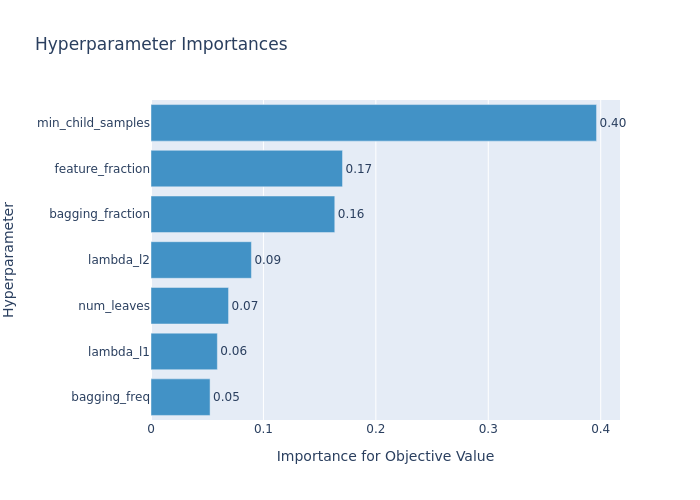 Hyperparameter Importances
Hyperparameter
min_child_samples 0.40
feature_fraction 0.17
bagging_fraction 0.16
lambda_l2 0.09
num_leaves 0.07
lambda_l1 0.06
bagging_freq 0.05
0 0.1 0.2 0.3 0.4
Importance for Objective Value